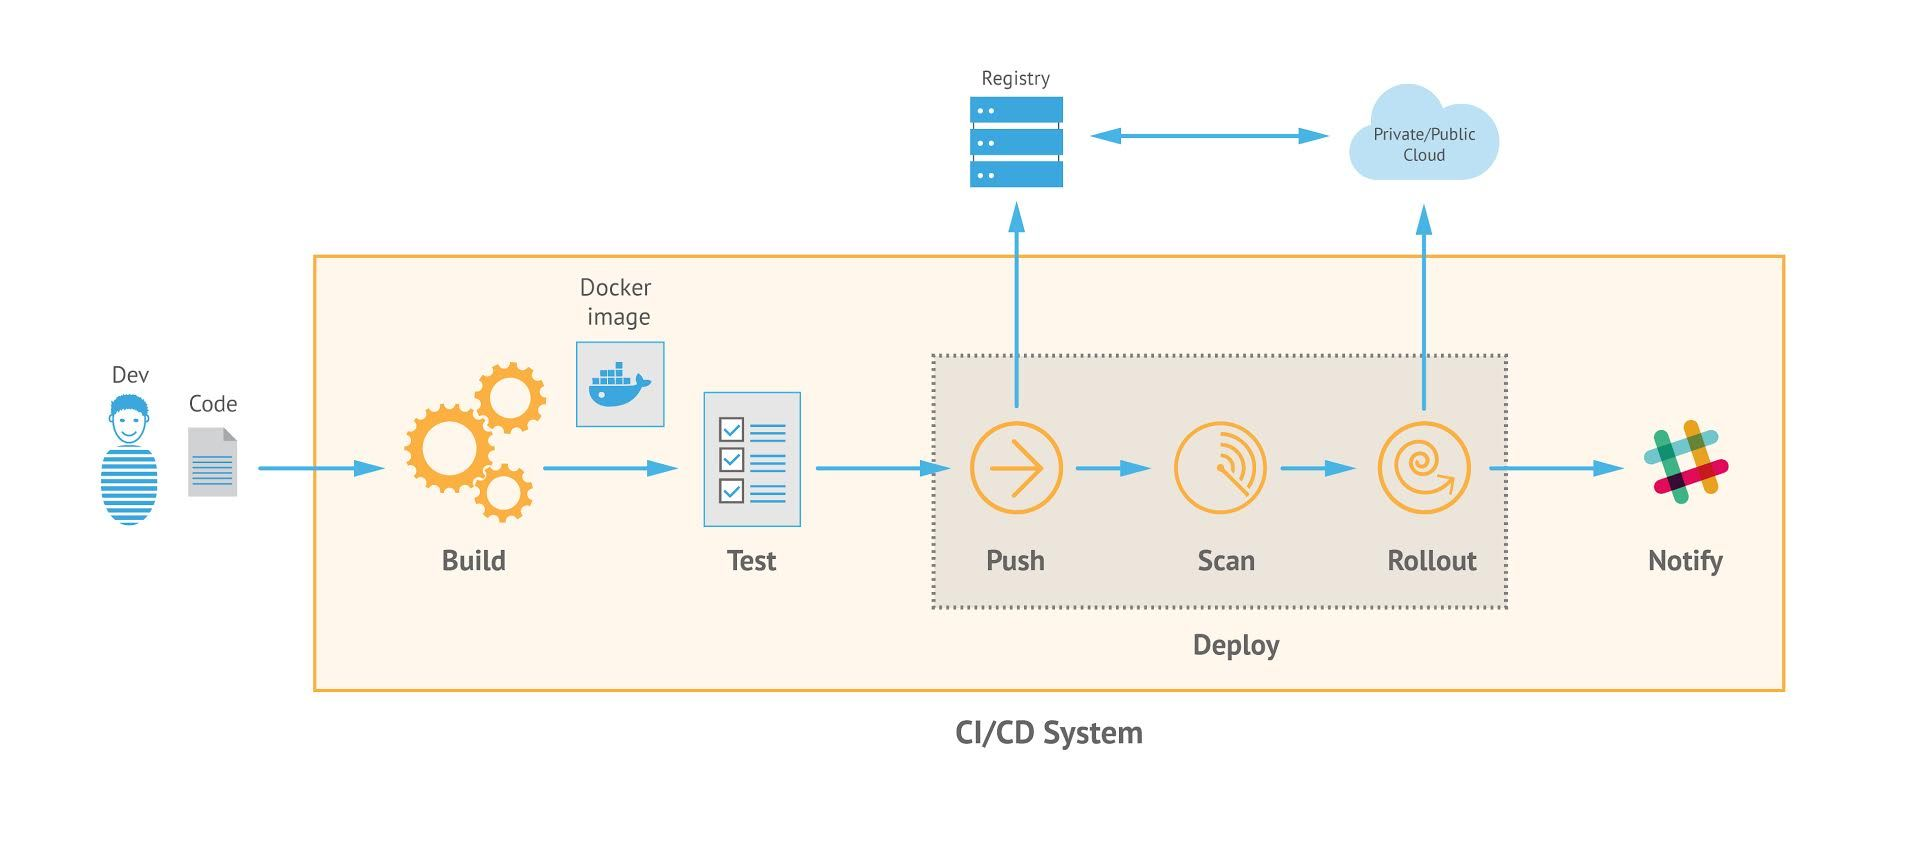 Registry
Private/Public
Cloud
Docker
image
Dev
Code
Build
Test
Push
Scan
Rollout
Notify
Deploy
CI/CD System